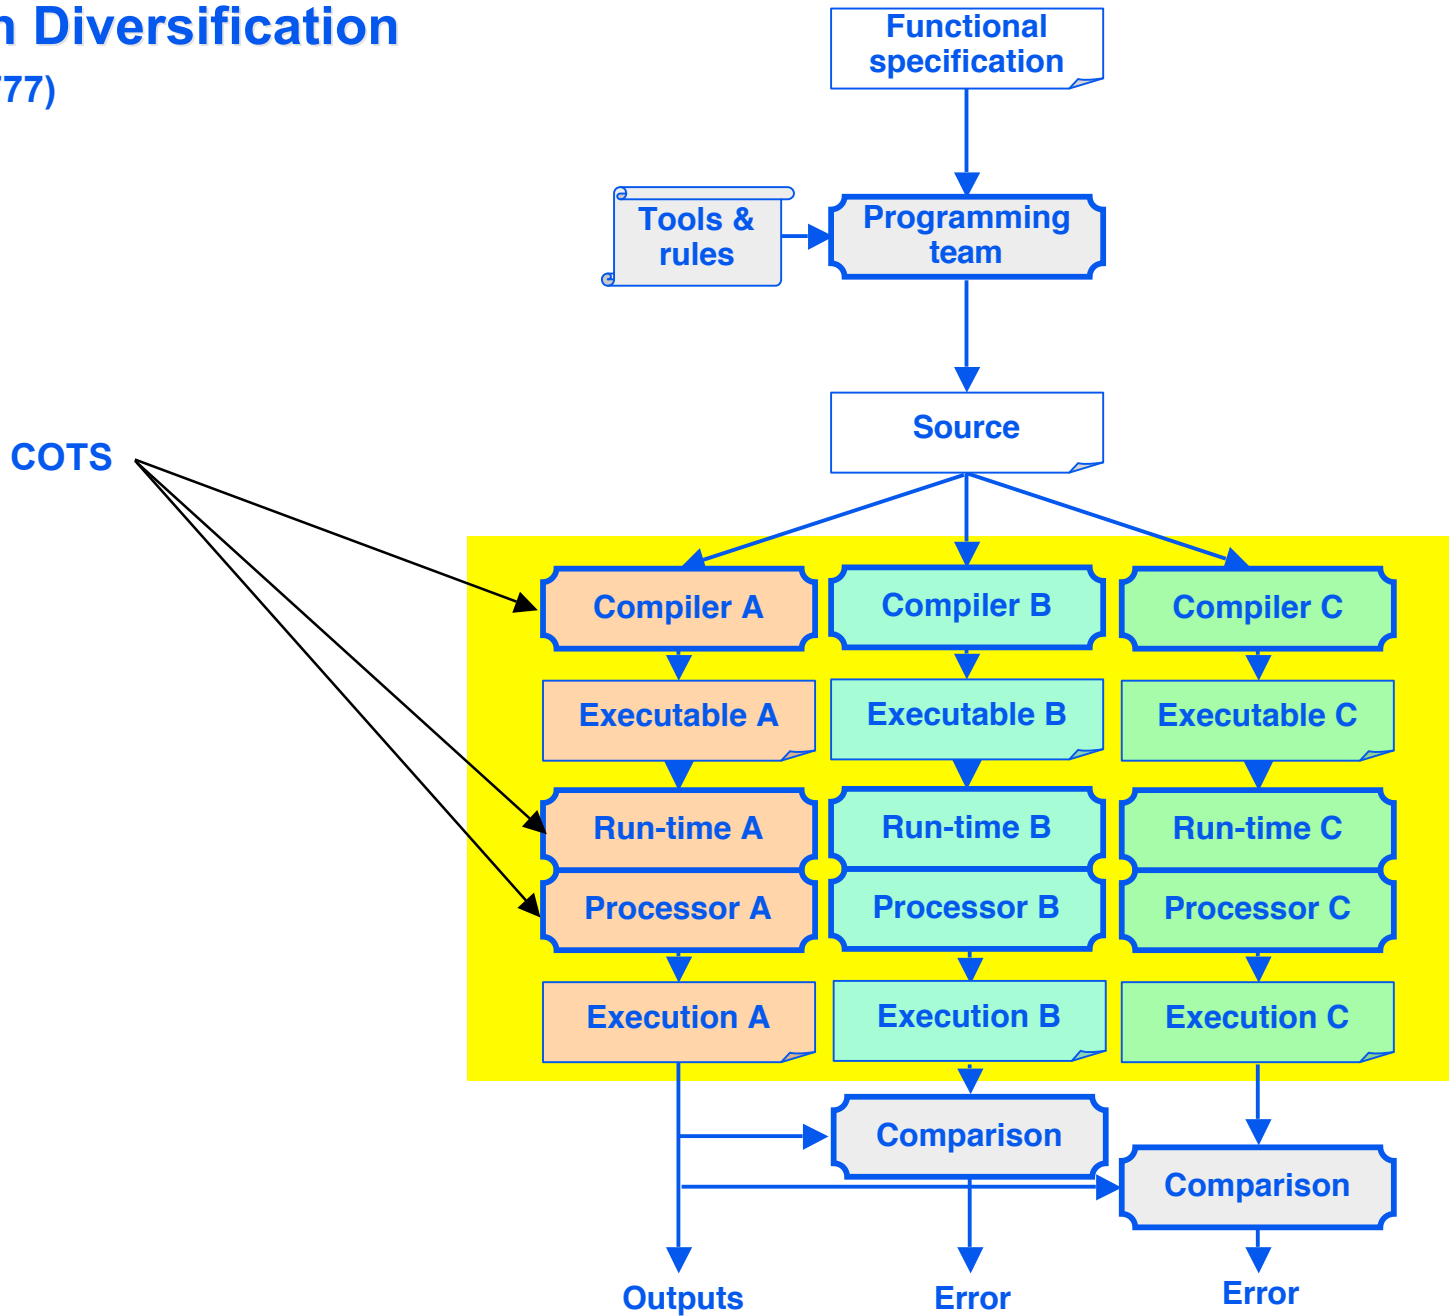 Diversification
777)
Functional
specification
Tools &
rules
Programming
team
Source
COTS
Compiler A
Compiler B
Compiler C
Executable A
Executable B
Executable C
Run-time A
Run-time B
Run-time C
Processor A
Processor B
Processor C
Execution A
Execution B
Execution C
Comparison
Comparison
Outputs
Error
Error